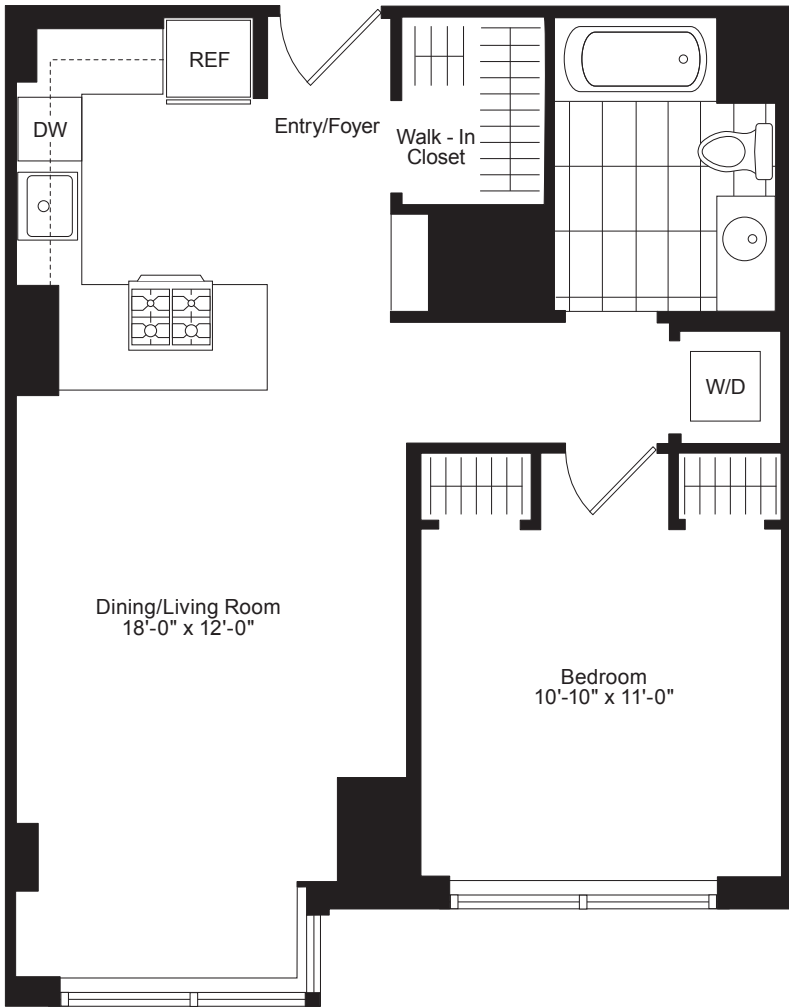 REF
DW
Entry/Foyer
Walk - In
Closet
W/D
Dining/Living Room
18'-0" x 12'-0"
Bedroom
10'-10" x 11'-0"